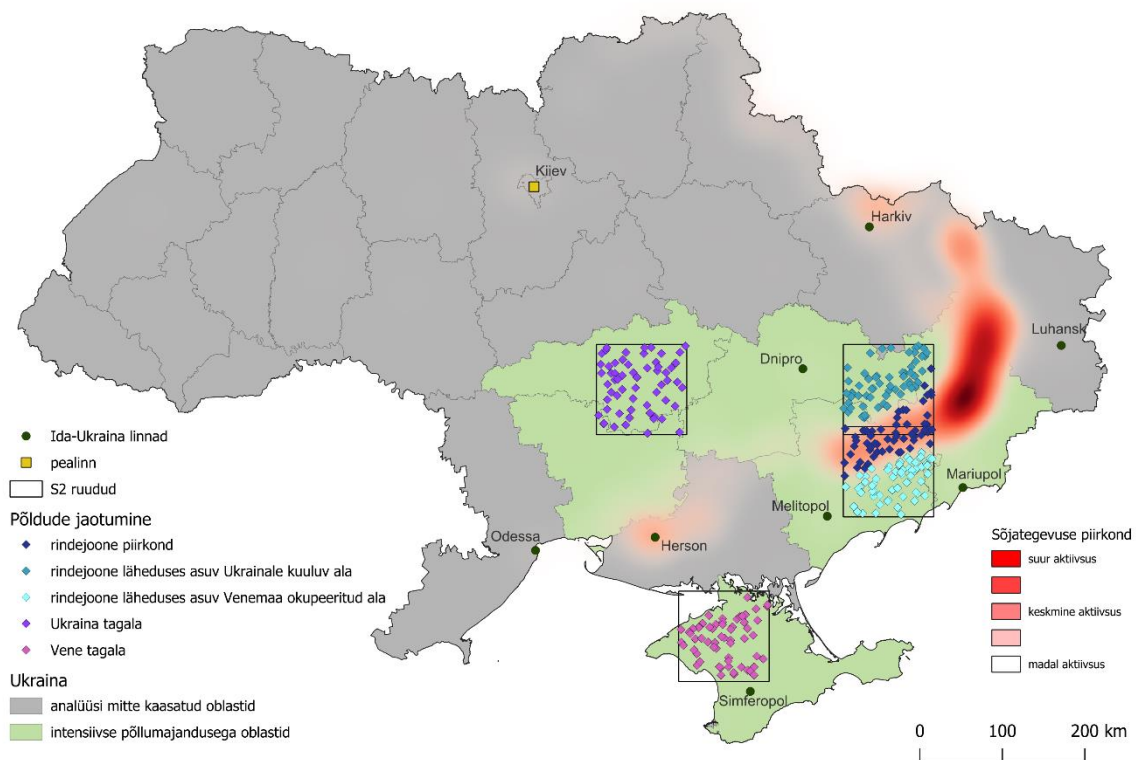 Kiiev
Harkiv
Luhansk
Dnipro
Mariupol
Melitopol
Odessa
Herson
Simferopol
Ida-Ukraina linnad
pealinn
S2 ruudud
Põldude jaotumine
rindejoone piirkond
rindejoone läheduses asuv Ukrainale kuuluv ala
rindejoone läheduses asuv Venemaa okupeeritud ala
Ukraina tagala
Vene tagala
Ukraina
analüüsi mitte kaasatud oblastid
intensiivse põllumajandusega oblastid
Sõjategevuse piirkond
suur aktiivsus
keskmine aktiivsus
madal aktiivsus
0 100 200 km